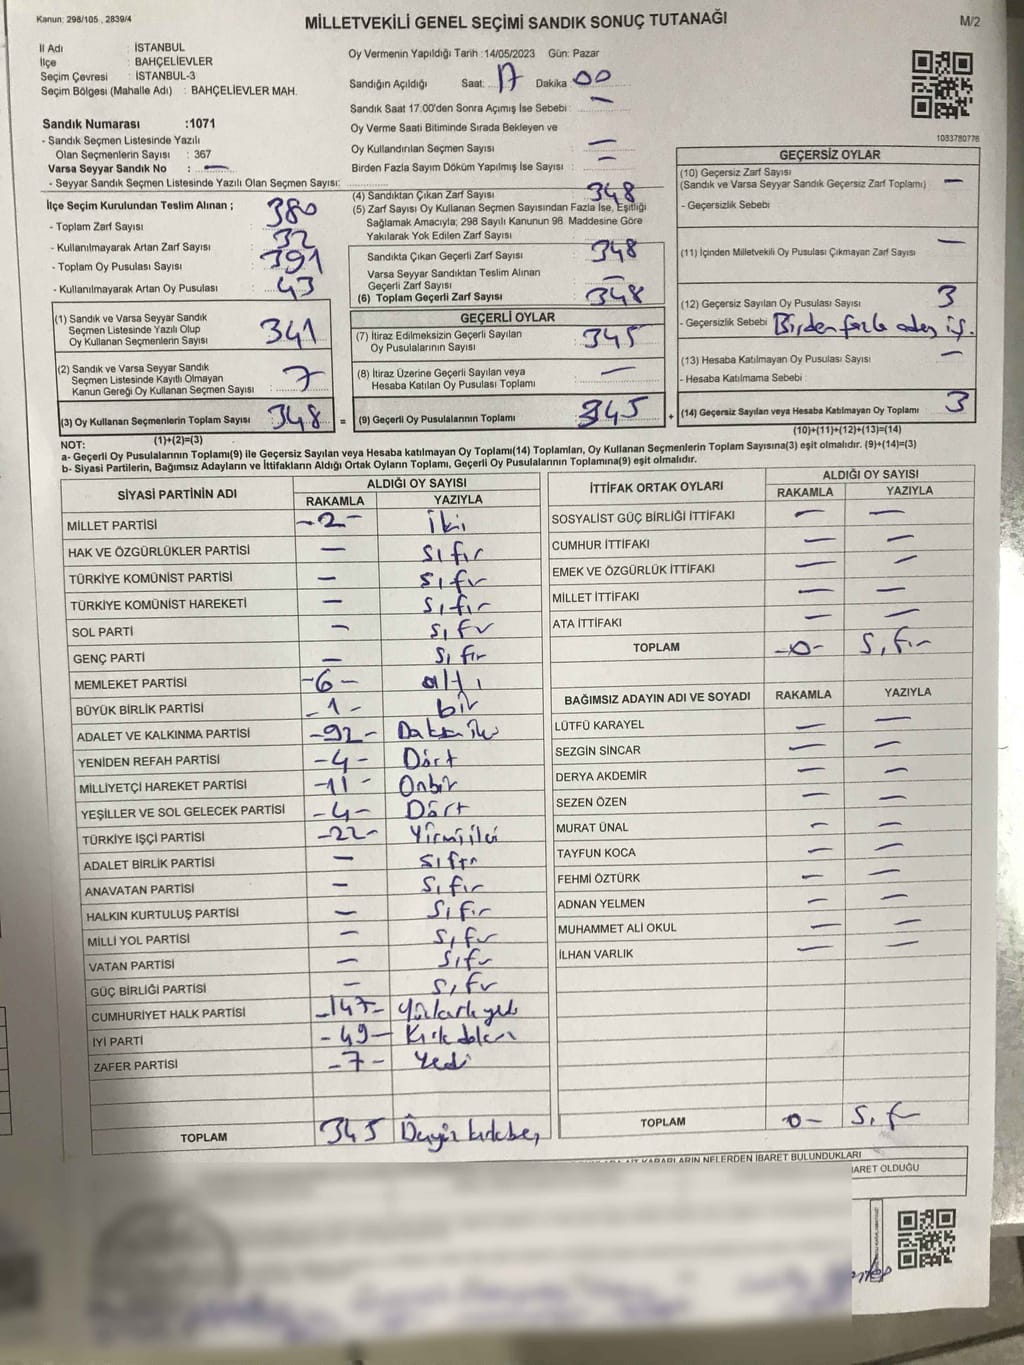 Kanun: 298/105 , 2839/4
MİLLETVEKİLİ GENEL SEÇİMİ SANDIK SONUÇ TUTANAĞI
M/2
İl Adı : İSTANBUL
İlçe : BAHÇELİEVLER
Seçim Çevresi : İSTANBUL-3
Seçim Bölgesi (Mahalle Adı) : BAHÇELİEVLER MAH.
Sandık Numarası :1071
- Sandık Seçmen Listesinde Yazılı
Olan Seçmenlerin Sayısı : 367
Varsa Seyyar Sandık No : —
- Seyyar Sandık Seçmen Listesinde Yazılı Olan Seçmen Sayısı:
Oy Vermenin Yapıldığı Tarih :14/05/2023 Gün: Pazar
Sandığın Açıldığı Saat: 17 Dakika : 00
Sandık Saat 17.00'den Sonra Açımış İse Sebebi : —
Oy Verme Saati Bitiminde Sırada Bekleyen ve
Oy Kullandırılan Seçmen Sayısı : —
Birden Fazla Sayım Döküm Yapılmış İse Sayısı : —
1033780776
İlçe Seçim Kurulundan Teslim Alınan ;
- Toplam Zarf Sayısı : 380
- Kullanılmayarak Artan Zarf Sayısı : 32
- Toplam Oy Pusulası Sayısı : 391
- Kullanılmayarak Artan Oy Pusulası : 43
(1) Sandık ve Varsa Seyyar Sandık
Seçmen Listesinde Yazılı Olup
Oy Kullanan Seçmenlerin Sayısı : 341
(2) Sandık ve Varsa Seyyar Sandık
Seçmen Listesinde Kayıtlı Olmayan
Kanun Gereği Oy Kullanan Seçmen Sayısı : 7
(3) Oy Kullanan Seçmenlerin Toplam Sayısı : 348 =
(1)+(2)=(3)
(4) Sandıktan Çıkan Zarf Sayısı : 348
(5) Zarf Sayısı Oy Kullanan Seçmen Sayısından Fazla İse, Eşitliği
Sağlamak Amacıyla; 298 Sayılı Kanunun 98. Maddesine Göre
Yakılarak Yok Edilen Zarf Sayısı :
Sandıkta Çıkan Geçerli Zarf Sayısı : 348
Varsa Seyyar Sandıktan Teslim Alınan
Geçerli Zarf Sayısı : —
(6) Toplam Geçerli Zarf Sayısı : 348
GEÇERLİ OYLAR
(7) İtiraz Edilmeksizin Geçerli Sayılan
Oy Pusulalarının Sayısı : 345
(8) İtiraz Üzerine Geçerli Sayılan veya
Hesaba Katılan Oy Pusulası Toplamı : —
(9) Geçerli Oy Pusulalarının Toplamı : 345 +
GEÇERSİZ OYLAR
(10) Geçersiz Zarf Sayısı
(Sandık ve Varsa Seyyar Sandık Geçersiz Zarf Toplamı) —
- Geçersizlik Sebebi
(11) İçinden Milletvekili Oy Pusulası Çıkmayan Zarf Sayısı —
(12) Geçersiz Sayılan Oy Pusulası Sayısı 3
- Geçersizlik Sebebi Birden fazla
(13) Hesaba Katılmayan Oy Pusulası Sayısı —
- Hesaba Katılmama Sebebi :
(14) Geçersiz Sayılan veya Hesaba Katılmayan Oy Toplamı 3
(10)+(11)+(12)+(13)=(14)
NOT:
a- Geçerli Oy Pusulalarının Toplamı(9) ile Geçersiz Sayılan veya Hesaba katılmayan Oy Toplamı(14) Toplamları, Oy Kullanan Seçmenlerin Toplam Sayısına(3) eşit olmalıdır. (9)+(14)=(3)
b- Siyasi Partilerin, Bağımsız Adayların ve İttifakların Aldığı Ortak Oyların Toplamı, Geçerli Oy Pusulalarının Toplamına(9) eşit olmalıdır.
SİYASİ PARTİNİN ADI ALDIĞI OY SAYISI
RAKAMLA YAZIYLA
MİLLET PARTİSİ -2- iki
HAK VE ÖZGÜRLÜKLER PARTİSİ — sıfır
TÜRKİYE KOMÜNİST PARTİSİ — sıfır
TÜRKİYE KOMÜNİST HAREKETİ — sıfır
SOL PARTİ — sıfır
GENÇ PARTİ — sıfır
MEMLEKET PARTİSİ -6- altı
BÜYÜK BİRLİK PARTİSİ -1- bir
ADALET VE KALKINMA PARTİSİ -92- Doksan iki
YENİDEN REFAH PARTİSİ -4- Dört
MİLLİYETÇİ HAREKET PARTİSİ -11- Onbir
YEŞİLLER VE SOL GELECEK PARTİSİ -4- Dört
TÜRKİYE İŞÇİ PARTİSİ -22- Yirmi iki
ADALET BİRLİK PARTİSİ — sıfır
ANAVATAN PARTİSİ — sıfır
HALKIN KURTULUŞ PARTİSİ — sıfır
MİLLİ YOL PARTİSİ — sıfır
VATAN PARTİSİ — sıfır
GÜÇ BİRLİĞİ PARTİSİ — sıfır
CUMHURİYET HALK PARTİSİ -147- Yüzkırkyedi
İYİ PARTİ -49- Kırk dokuz
ZAFER PARTİSİ -7- Yedi
TOPLAM 345 Üçyüz kırkbeş
İTTİFAK ORTAK OYLARI ALDIĞI OY SAYISI
RAKAMLA YAZIYLA
SOSYALİST GÜÇ BİRLİĞİ İTTİFAKI — —
CUMHUR İTTİFAKI — —
EMEK VE ÖZGÜRLÜK İTTİFAKI — —
MİLLET İTTİFAKI — —
ATA İTTİFAKI — —
TOPLAM -0- Sıfır
BAĞIMSIZ ADAYIN ADI VE SOYADI RAKAMLA YAZIYLA
LÜTFÜ KARAYEL — —
SEZGİN SİNCAR — —
DERYA AKDEMİR — —
SEZEN ÖZEN — —
MURAT ÜNAL — —
TAYFUN KOCA — —
FEHMİ ÖZTÜRK — —
ADNAN YELMEN — —
MUHAMMET ALİ OKUL — —
İLHAN VARLIK — —
TOPLAM 0- Sıfır
KARARLARIN NELERDEN İBARET BULUNDUKLARI
İBARET OLDUĞU